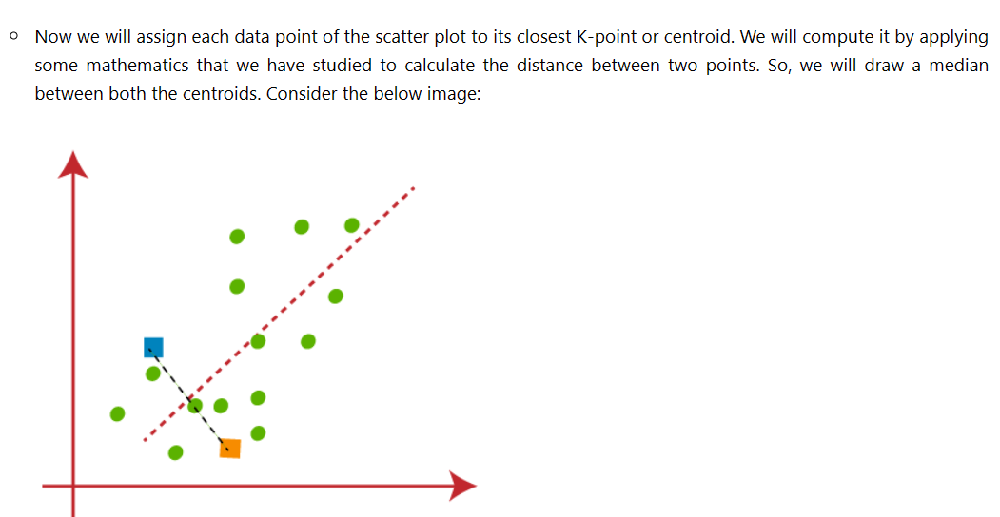 Now we will assign each data point of the scatter plot to its closest K-point or centroid. We will compute it by applying
some mathematics that we have studied to calculate the distance between two points. So, we will draw a median
between both the centroids. Consider the below image: